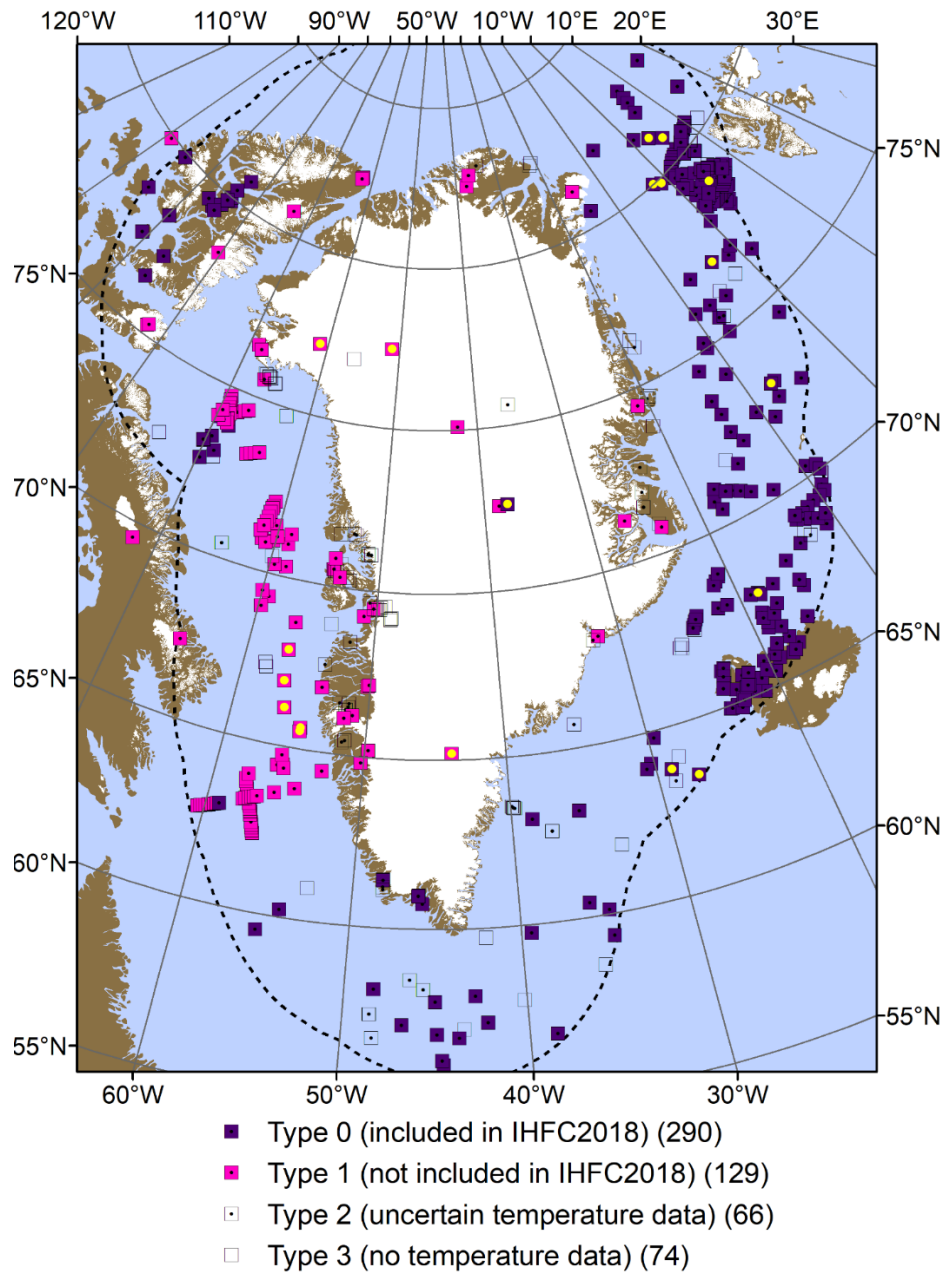 120°W 110°W 90°W 50°W 10°W 10°E 20°E 30°E
75°N 75°N
70°N 70°N
65°N 65°N
60°N 60°N
55°N 55°N
60°W 50°W 40°W 30°W
Type 0 (included in IHFC2018) (290)
Type 1 (not included in IHFC2018) (129)
Type 2 (uncertain temperature data) (66)
Type 3 (no temperature data) (74)